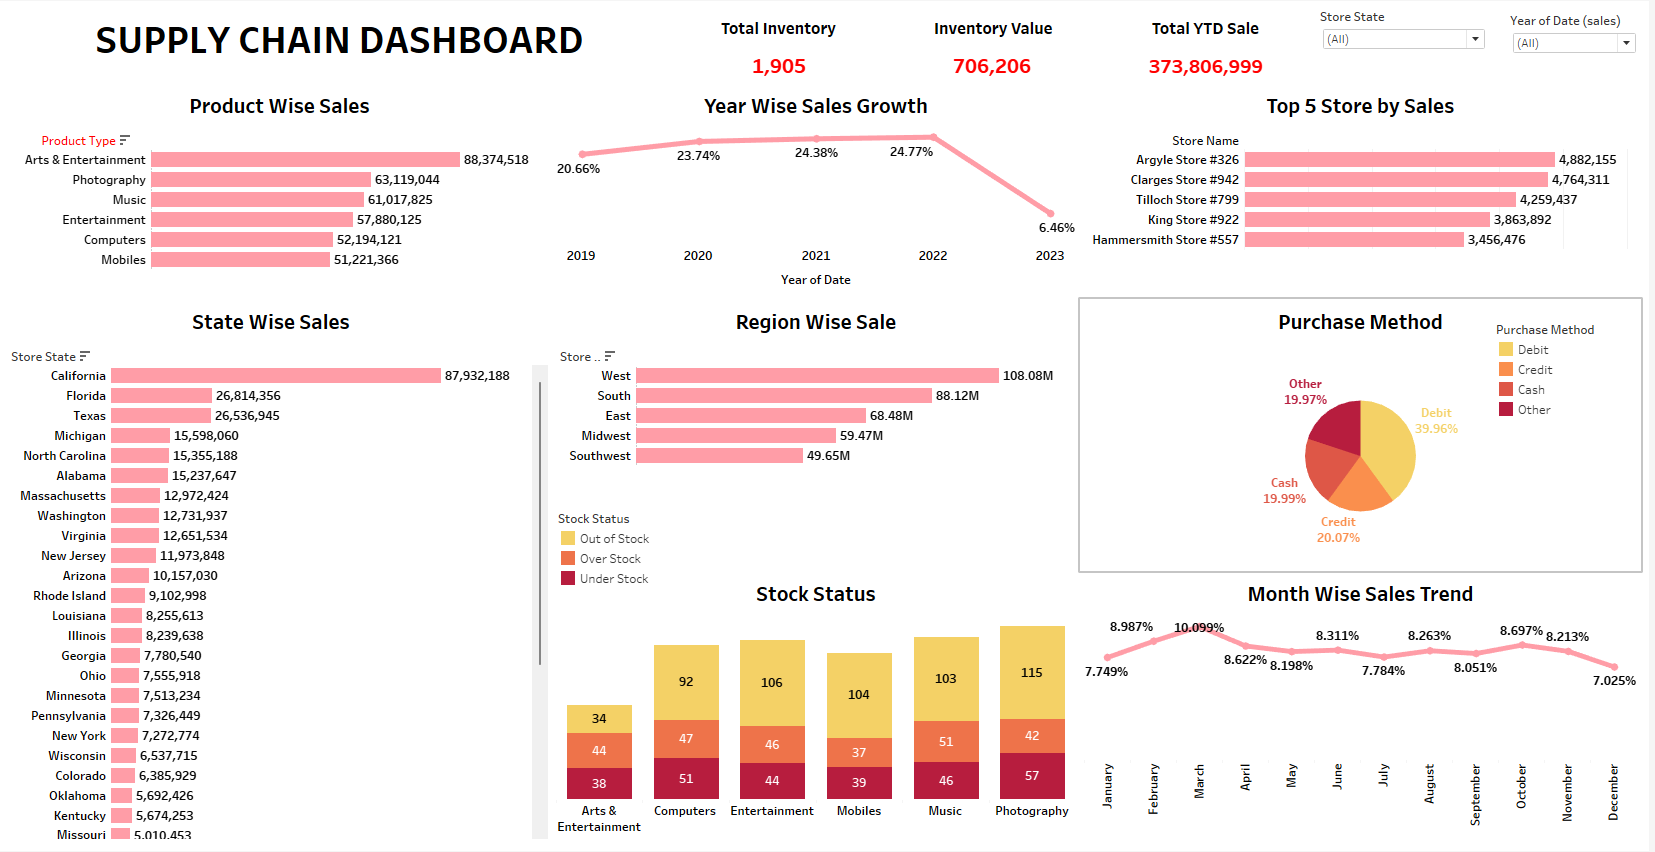 SUPPLY CHAIN DASHBOARD
Total Inventory
1,905
Inventory Value
706,206
Total YTD Sale
373,806,999
Store State
(All)
Year of Date (sales)
(All)
Product Wise Sales
Product Type
Arts & Entertainment 88,374,518
Photography 63,119,044
Music 61,017,825
Entertainment 57,880,125
Computers 52,194,121
Mobiles 51,221,366
Year Wise Sales Growth
20.66% 23.74% 24.38% 24.77% 6.46%
2019 2020 2021 2022 2023
Year of Date
Top 5 Store by Sales
Store Name
Argyle Store #326 4,882,155
Clarges Store #942 4,764,311
Tilloch Store #799 4,259,437
King Store #922 3,863,892
Hammersmith Store #557 3,456,476
State Wise Sales
Store State
California 87,932,188
Florida 26,814,356
Texas 26,536,945
Michigan 15,598,060
North Carolina 15,355,188
Alabama 15,237,647
Massachusetts 12,972,424
Washington 12,731,937
Virginia 12,651,534
New Jersey 11,973,848
Arizona 10,157,030
Rhode Island 9,102,998
Louisiana 8,255,613
Illinois 8,239,638
Georgia 7,780,540
Ohio 7,555,918
Minnesota 7,513,234
Pennsylvania 7,326,449
New York 7,272,774
Wisconsin 6,537,715
Colorado 6,385,929
Oklahoma 5,692,426
Kentucky 5,674,253
Missouri 5,010,453
Region Wise Sale
Store ..
West 108.08M
South 88.12M
East 68.48M
Midwest 59.47M
Southwest 49.65M
Purchase Method
Purchase Method
Debit
Credit
Cash
Other
Other
19.97%
Debit
39.96%
Cash
19.99%
Credit
20.07%
Stock Status
Out of Stock
Over Stock
Under Stock
Stock Status
34 92 106 104 103 115
44 47 46 37 51 42
38 51 44 39 46 57
Arts &
Entertainment Computers Entertainment Mobiles Music Photography
Month Wise Sales Trend
7.749% 8.987% 10.099% 8.622% 8.198% 8.311% 7.784% 8.263% 8.051% 8.697% 8.213% 7.025%
January February March April May June July August September October November December